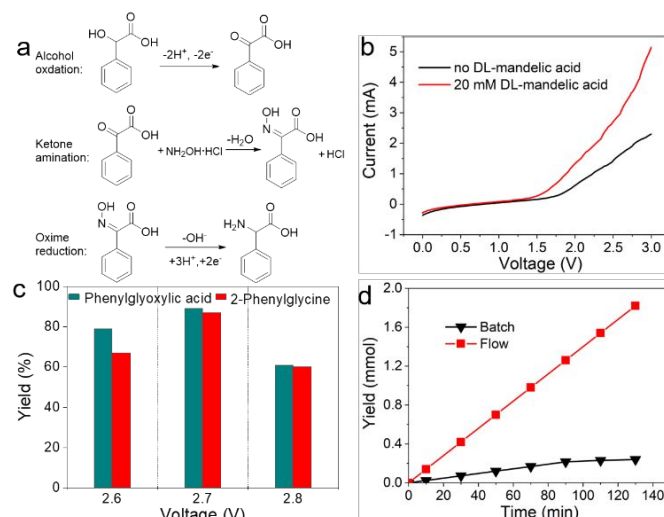 a
Alcohol
oxdation:
HO
O
OH
-2H⁺, -2e⁻
O
O
OH
Ketone
amination:
O
O
OH
+ NH₂OH·HCl
-H₂O
OH
N
O
OH
+ HCl
Oxime
reduction:
OH
N
O
OH
-OH⁻
+3H⁺,+2e⁻
H₂N
O
OH
b
no DL-mandelic acid
20 mM DL-mandelic acid
Current (mA)
5
4
3
2
1
0
-1
0.0 0.5 1.0 1.5 2.0 2.5 3.0
Voltage (V)
c
Phenylglyoxylic acid 2-Phenylglycine
Yield (%)
100
80
60
40
20
0
2.6 2.7 2.8
Voltage (V)
d
Batch
Flow
Yield (mmol)
2.0
1.6
1.2
0.8
0.4
0.0
0 20 40 60 80 100 120 140
Time (min)